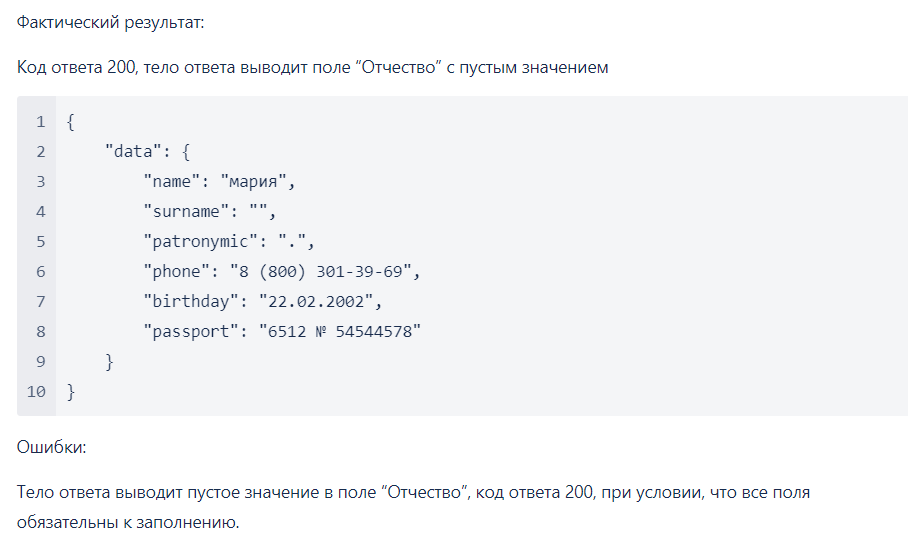 Фактический результат:
Код ответа 200, тело ответа выводит поле “Отчество” с пустым значением
1 {
2     "data": {
3         "name": "мария",
4         "surname": "",
5         "patronymic": ".",
6         "phone": "8 (800) 301-39-69",
7         "birthday": "22.02.2002",
8         "passport": "6512 № 54544578"
9     }
10 }
Ошибки:
Тело ответа выводит пустое значение в поле “Отчество”, код ответа 200, при условии, что все поля
обязательны к заполнению.